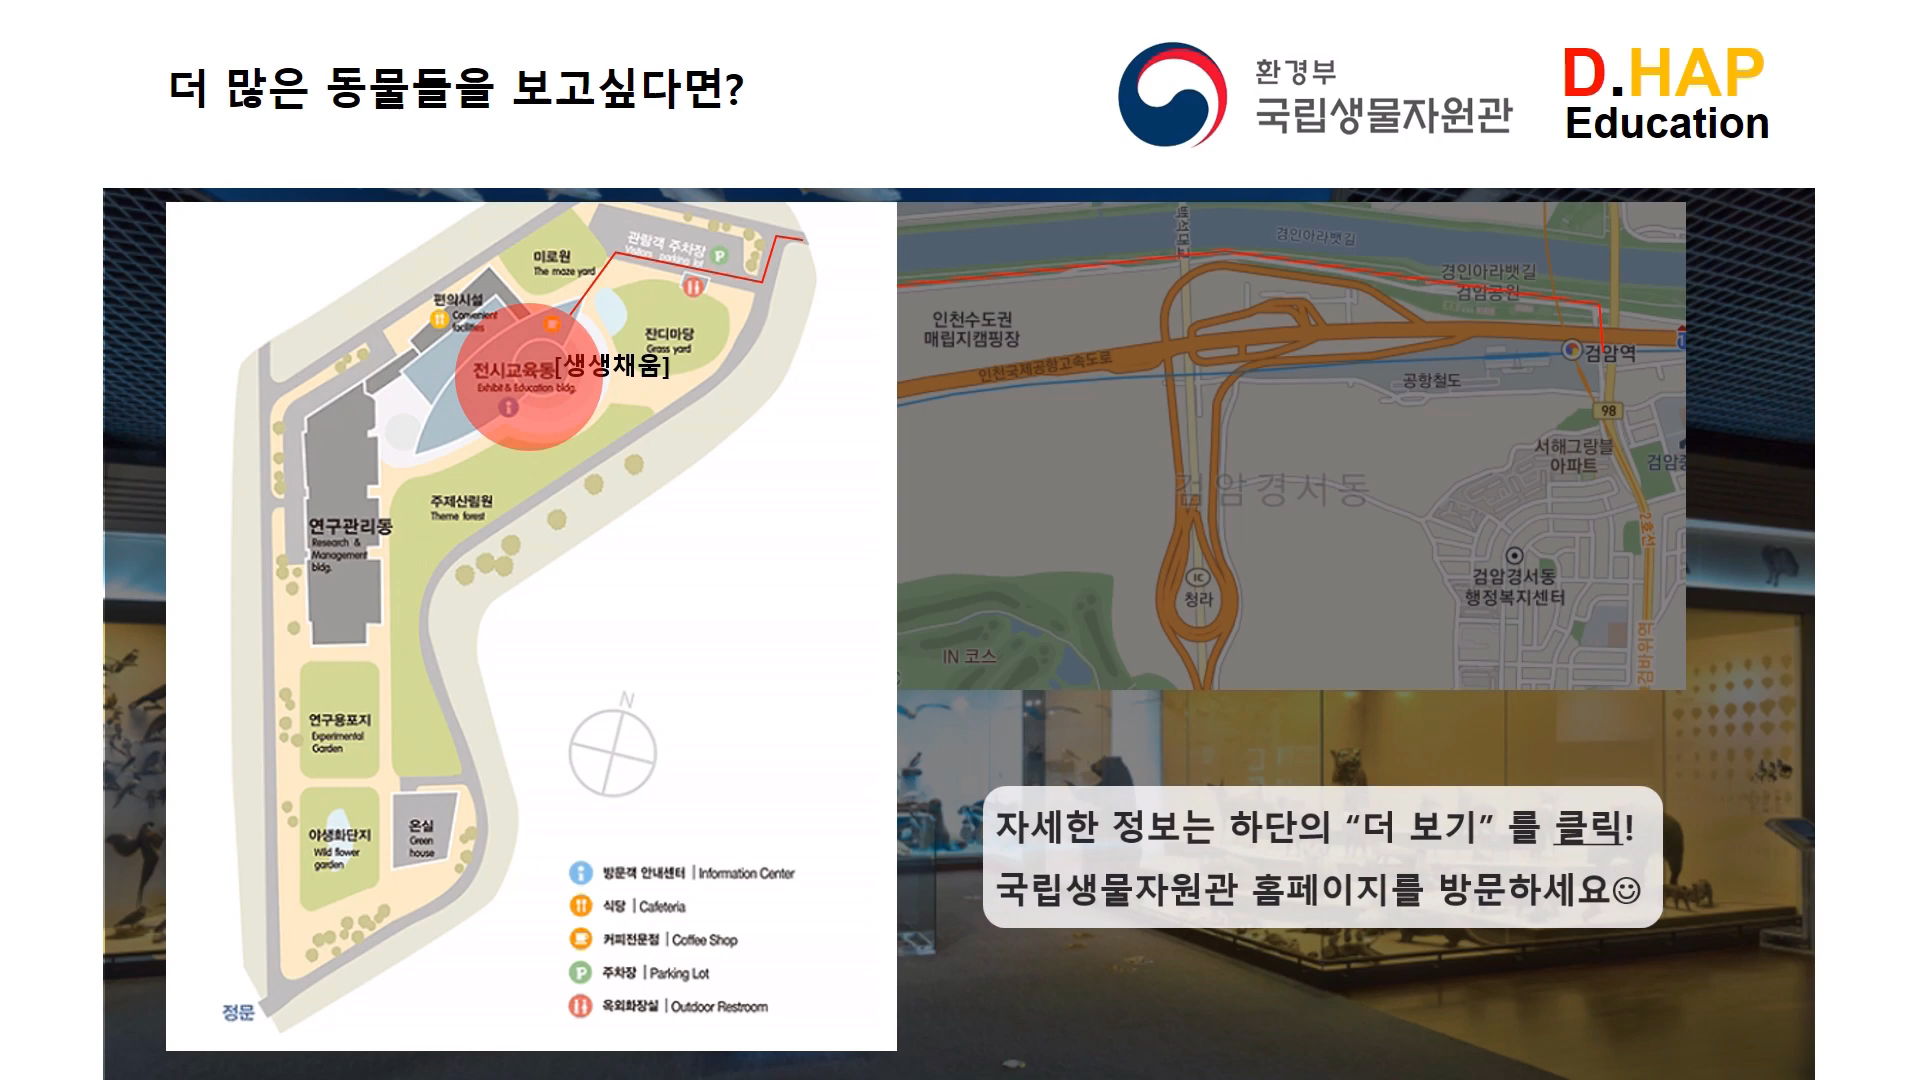 더 많은 동물들을 보고싶다면?
환경부
국립생물자원관
D.HAP
Education
관람객 주차장
Visitors parking lot
P
미로원
The maze yard
편의시설
Convenient
facilities
잔디마당
Grass yard
전시교육동[생생채움]
Exhibit & Education bldg.
주제산림원
Theme forest
연구관리동
Research &
Management
bldg.
연구용포지
Experimental
Garden
야생화단지
Wild flower
garden
온실
Green
house
정문
N
방문객 안내센터 | Information Center
식당 | Cafeteria
커피전문점 | Coffee Shop
P 주차장 | Parking Lot
옥외화장실 | Outdoor Restroom
백석대교
경인아라뱃길
경인아라뱃길
검암공원
인천수도권
매립지캠핑장
인천국제공항고속도로
검암역
공항철도
98
서해그랑블
아파트
검암경서동
2호선
검암경서동
행정복지센터
IC
청라
IN 코스
검바위역
자세한 정보는 하단의 “더 보기” 를 클릭!
국립생물자원관 홈페이지를 방문하세요☺